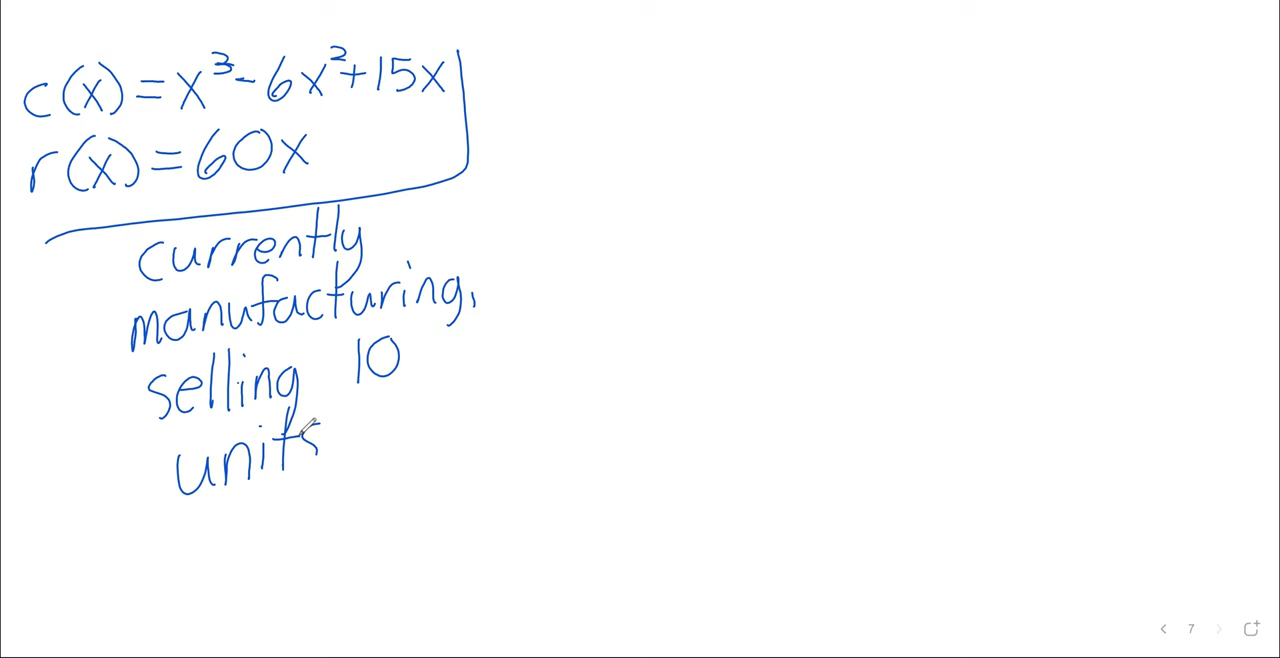 c(x) = x³ - 6x² + 15x
r(x) = 60x
currently
manufacturing,
selling 10
units
7